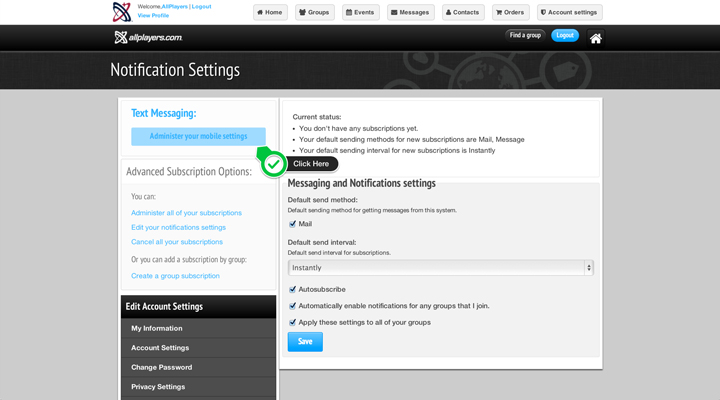 Welcome,AllPlayers | Logout
View Profile
Home
Groups
Events
Messages
Contacts
Orders
Account settings
allplayers.com
Find a group
Logout
Notification Settings
Text Messaging:
Administer your mobile settings
Click Here
Advanced Subscription Options:
You can:
Administer all of your subscriptions
Edit your notifications settings
Cancel all your subscriptions
Or you can add a subscription by group:
Create a group subscription
Edit Account Settings
My Information
Account Settings
Change Password
Privacy Settings
Current status:
You don't have any subscriptions yet.
Your default sending methods for new subscriptions are Mail, Message
Your default sending interval for new subscriptions is Instantly
Messaging and Notifications settings
Default send method:
Default sending method for getting messages from this system.
Mail
Default send interval:
Default send interval for subscriptions.
Instantly
Autosubscribe
Automatically enable notifications for any groups that I join.
Apply these settings to all of your groups
Save